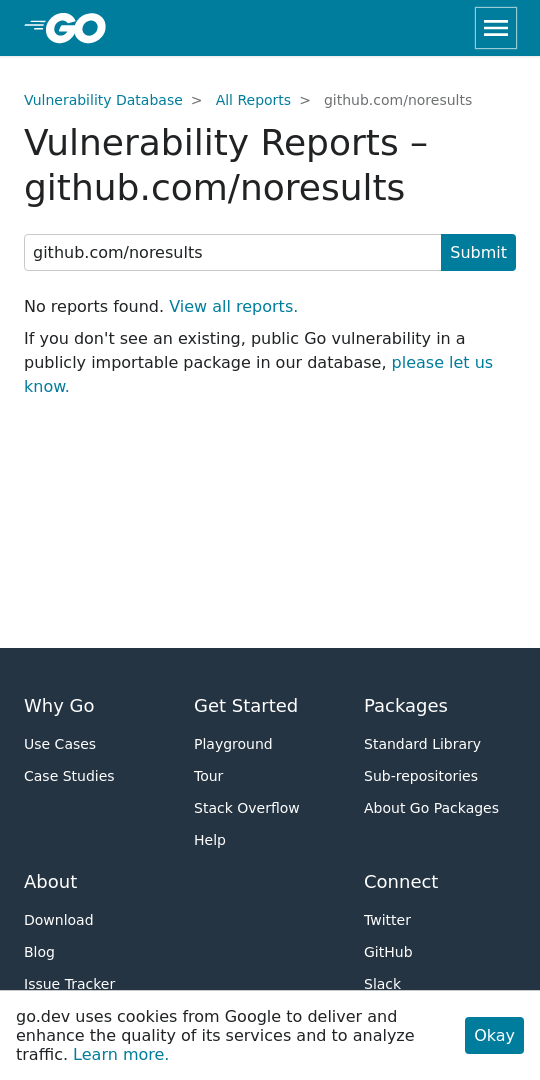 GO
Vulnerability Database > All Reports > github.com/noresults
Vulnerability Reports –
github.com/noresults
github.com/noresults Submit
No reports found. View all reports.
If you don't see an existing, public Go vulnerability in a
publicly importable package in our database, please let us
know.
Why Go
Use Cases
Case Studies
Get Started
Playground
Tour
Stack Overflow
Help
Packages
Standard Library
Sub-repositories
About Go Packages
About
Download
Blog
Issue Tracker
Connect
Twitter
GitHub
Slack
go.dev uses cookies from Google to deliver and
enhance the quality of its services and to analyze
traffic. Learn more.
Okay